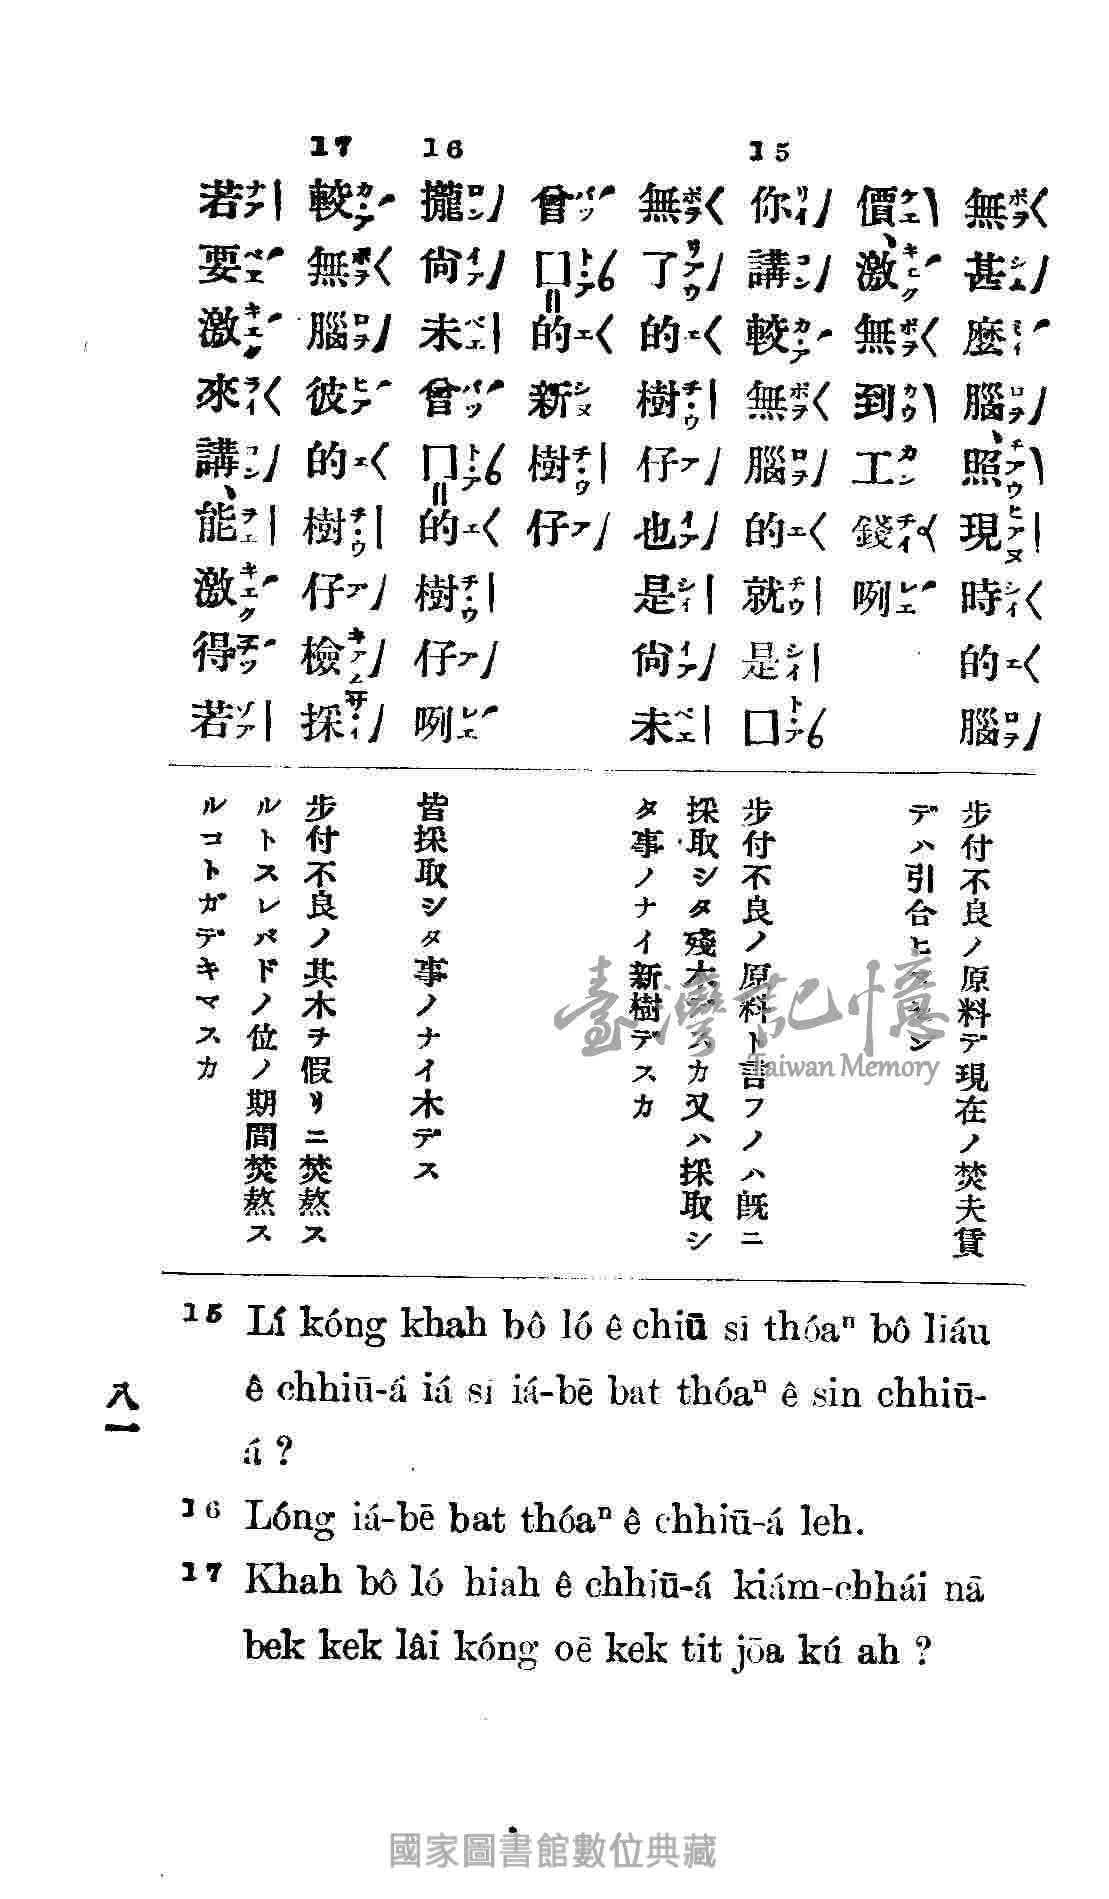 無甚麼腦、照現時的腦
價、激無到工錢咧
15
你講較無腦的就是口
無了的樹仔也是尚未
曾口的新樹仔
16
攏尚未曾口的樹仔咧
17
較無腦彼的樹仔檢採
若要激來講、能激得若
步付不良ノ原料デ現在ノ焚夫賃
デハ引合ヒマセン
步付不良ノ原料ト書フノハ既ニ
採取シタ殘木デスカ又ハ採取シ
タ事ノナイ新樹デスカ
皆採取シタ事ノナイ木デス
步付不良ノ其木ヲ假リニ焚熬ス
ルトスレバドノ位ノ期間焚熬ス
ルコトガデキマスカ
15 Lí kóng khah bô ló ê chiū sī thóaⁿ bô liáu
ê chhiū-á iá sī iá-bē bat thóaⁿ ê sin chhiū-
á ?
16 Lóng iá-bē bat thóaⁿ ê chhiū-á leh.
17 Khah bô ló hiah ê chhiū-á kiám-chhái nā
bek kek lâi kóng oē kek tit jōa kú ah ?
八一
臺灣記憶
Taiwan Memory
國家圖書館數位典藏